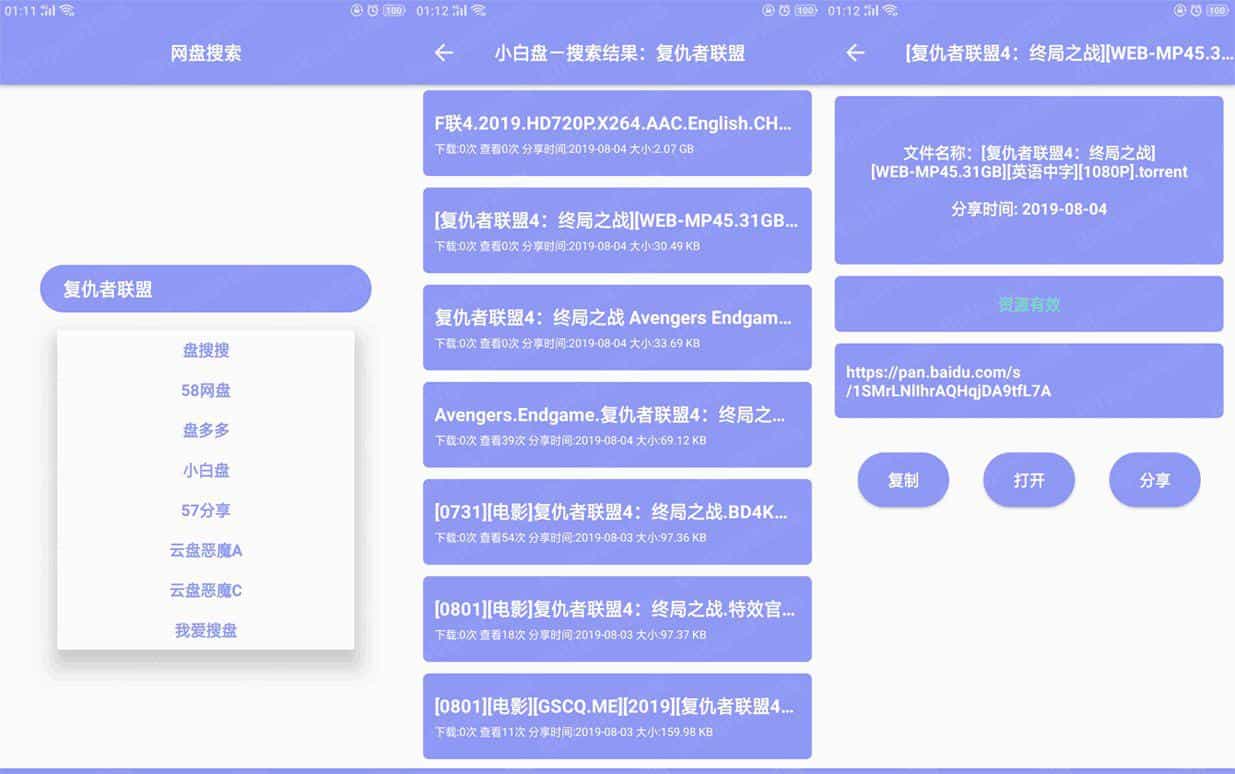 01:11
100
网盘搜索
复仇者联盟
盘搜搜
58网盘
盘多多
小白盘
57分享
云盘恶魔A
云盘恶魔C
我爱搜盘
01:12
100
小白盘－搜索结果：复仇者联盟
F联4.2019.HD720P.X264.AAC.English.CH...
下载:0次 查看0次 分享时间:2019-08-04 大小:2.07 GB
[复仇者联盟4：终局之战][WEB-MP45.31GB...
下载:0次 查看0次 分享时间:2019-08-04 大小:30.49 KB
复仇者联盟4：终局之战 Avengers Endgam...
下载:0次 查看0次 分享时间:2019-08-04 大小:33.69 KB
Avengers.Endgame.复仇者联盟4：终局之...
下载:0次 查看39次 分享时间:2019-08-04 大小:69.12 KB
[0731][电影]复仇者联盟4：终局之战.BD4K...
下载:0次 查看54次 分享时间:2019-08-03 大小:97.36 KB
[0801][电影]复仇者联盟4：终局之战.特效官...
下载:0次 查看18次 分享时间:2019-08-03 大小:97.37 KB
[0801][电影][GSCQ.ME][2019][复仇者联盟4...
下载:0次 查看11次 分享时间:2019-08-03 大小:159.98 KB
01:12
100
[复仇者联盟4：终局之战][WEB-MP45.3...
文件名称：[复仇者联盟4：终局之战]
[WEB-MP45.31GB][英语中字][1080P].torrent
分享时间: 2019-08-04
资源有效
https://pan.baidu.com/s
/1SMrLNlIhrAQHqjDA9tfL7A
复制
打开
分享